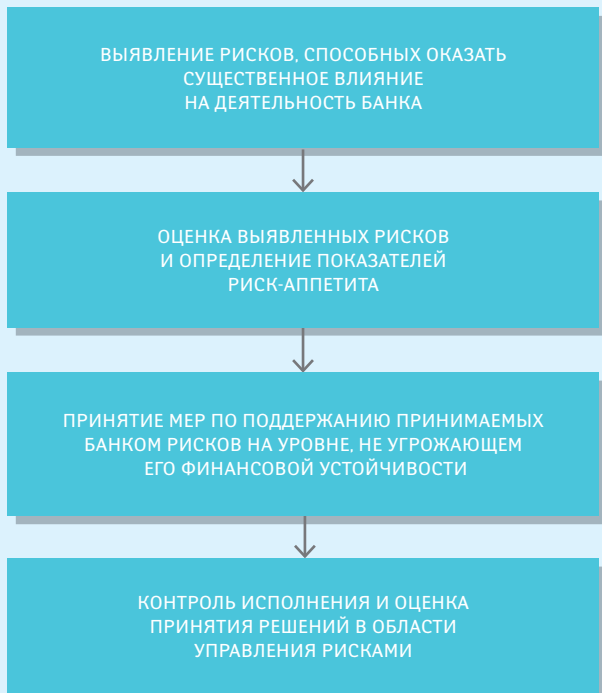 ВЫЯВЛЕНИЕ РИСКОВ, СПОСОБНЫХ ОКАЗАТЬ
СУЩЕСТВЕННОЕ ВЛИЯНИЕ
НА ДЕЯТЕЛЬНОСТЬ БАНКА
ОЦЕНКА ВЫЯВЛЕННЫХ РИСКОВ
И ОПРЕДЕЛЕНИЕ ПОКАЗАТЕЛЕЙ
РИСК-АППЕТИТА
ПРИНЯТИЕ МЕР ПО ПОДДЕРЖАНИЮ ПРИНИМАЕМЫХ
БАНКОМ РИСКОВ НА УРОВНЕ, НЕ УГРОЖАЮЩЕМ
ЕГО ФИНАНСОВОЙ УСТОЙЧИВОСТИ
КОНТРОЛЬ ИСПОЛНЕНИЯ И ОЦЕНКА
ПРИНЯТИЯ РЕШЕНИЙ В ОБЛАСТИ
УПРАВЛЕНИЯ РИСКАМИ